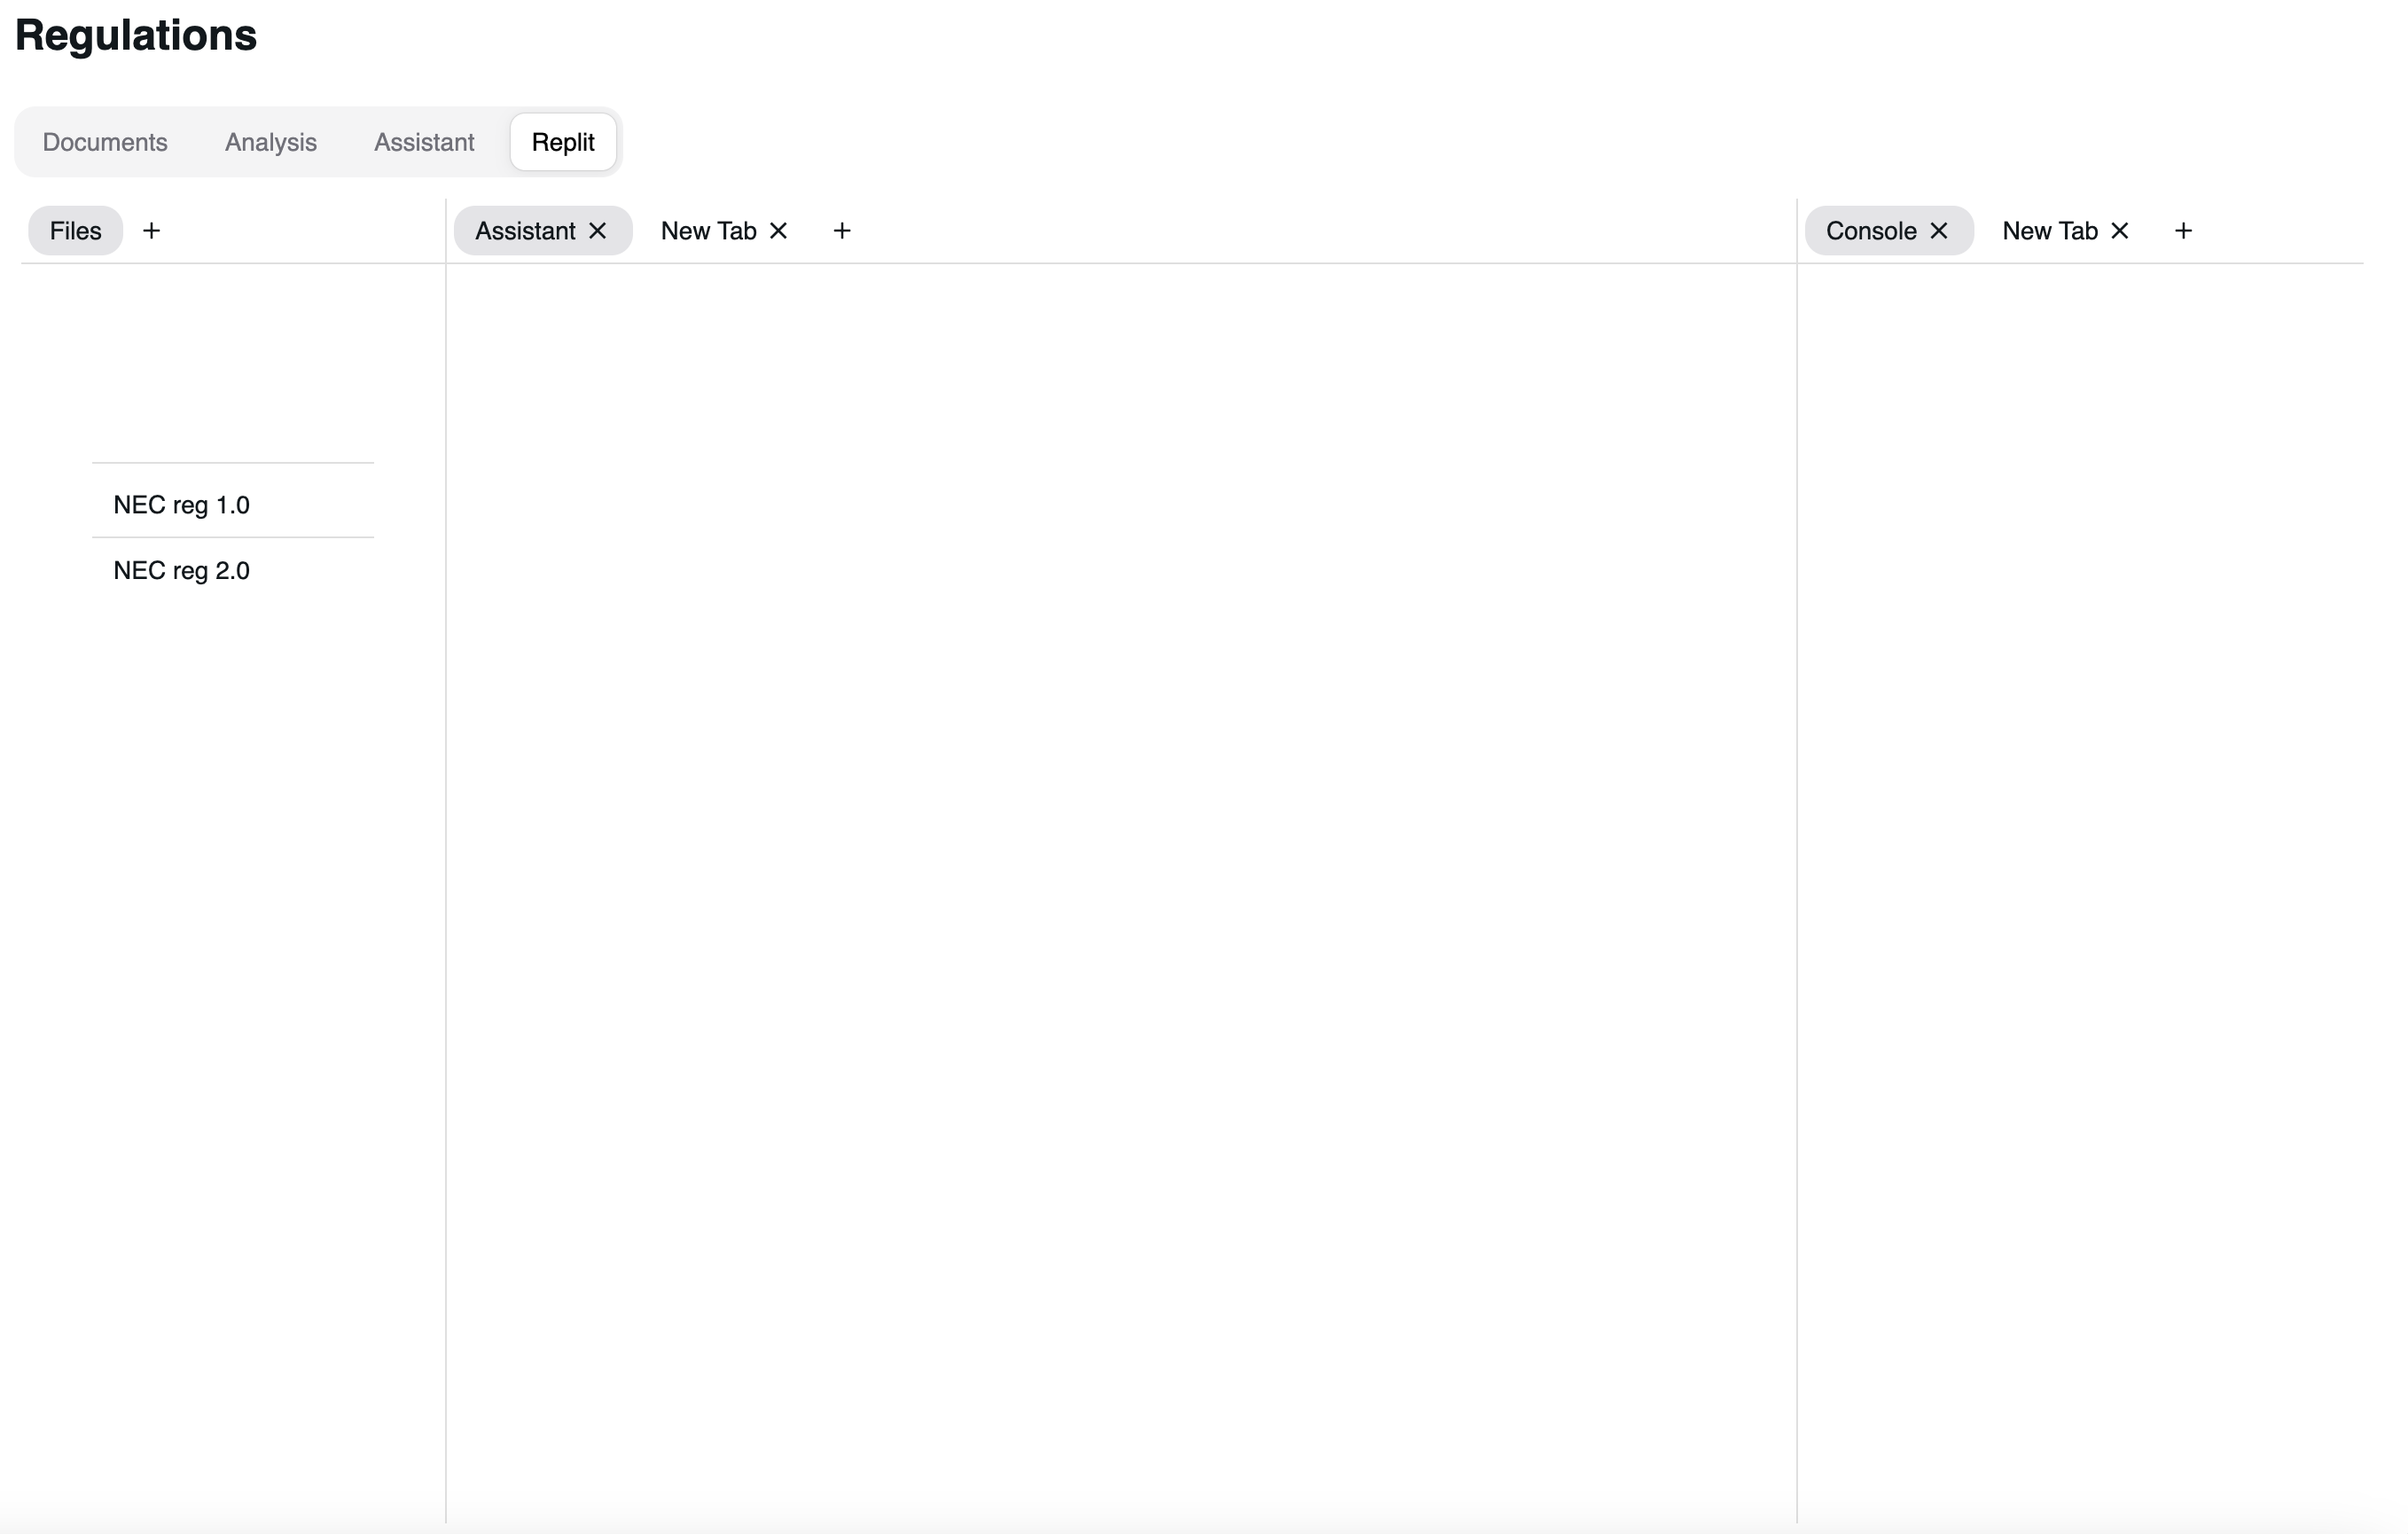 Regulations
Documents Analysis Assistant Replit
Files + Assistant × New Tab × + Console × New Tab × +
NEC reg 1.0
NEC reg 2.0